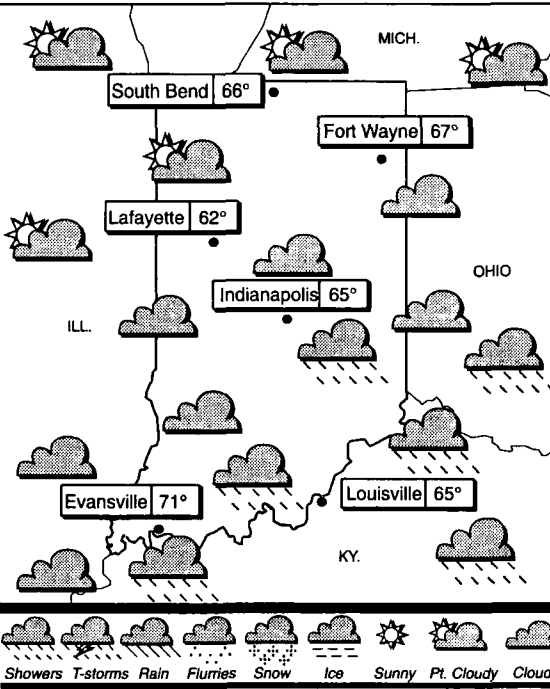 MICH.
South Bend 66°
Fort Wayne 67°
Lafayette 62°
OHIO
Indianapolis 65°
ILL.
Evansville 71°
Louisville 65°
KY.
Showers T-storms Rain Flurries Snow Ice Sunny Pt. Cloudy Cloud